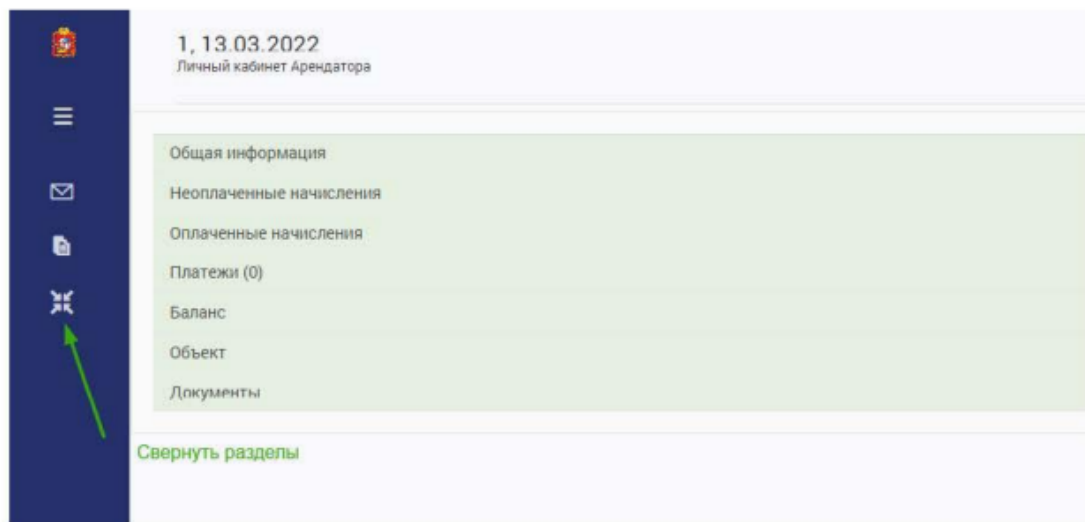 1, 13.03.2022
Личный кабинет Арендатора
Общая информация
Неоплаченные начисления
Оплаченные начисления
Платежи (0)
Баланс
Объект
Документы
Свернуть разделы